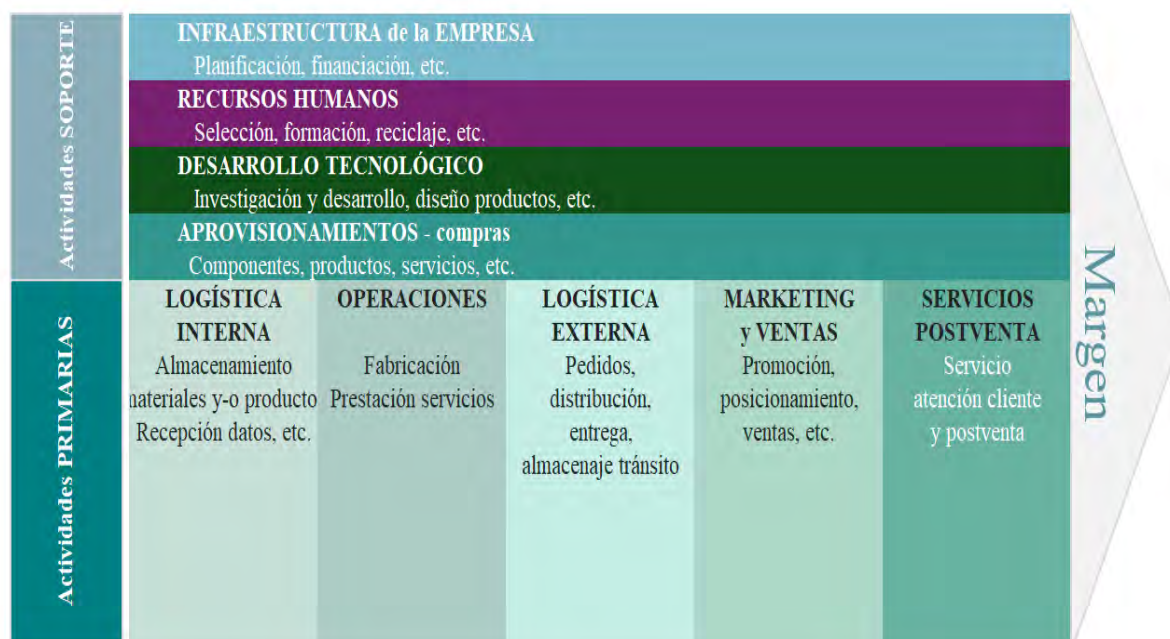 Actividades SOPORTE
INFRAESTRUCTURA de la EMPRESA
Planificación, financiación, etc.
RECURSOS HUMANOS
Selección, formación, reciclaje, etc.
DESARROLLO TECNOLÓGICO
Investigación y desarrollo, diseño productos, etc.
APROVISIONAMIENTOS - compras
Componentes, productos, servicios, etc.
Actividades PRIMARIAS
LOGÍSTICA
INTERNA
Almacenamiento
materiales y-o producto
Recepción datos, etc.
OPERACIONES
Fabricación
Prestación servicios
LOGÍSTICA
EXTERNA
Pedidos,
distribución,
entrega,
almacenaje tránsito
MARKETING
y VENTAS
Promoción,
posicionamiento,
ventas, etc.
SERVICIOS
POSTVENTA
Servicio
atención cliente
y postventa
Margen